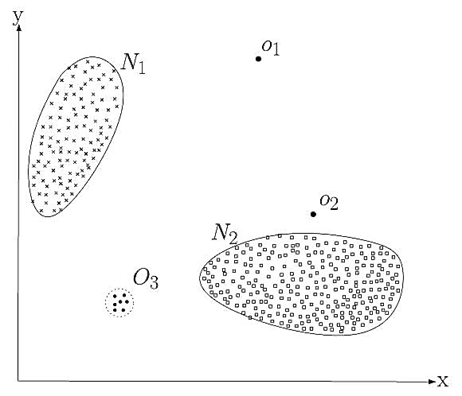 y
o₁
N₁
o₂
N₂
O₃
x